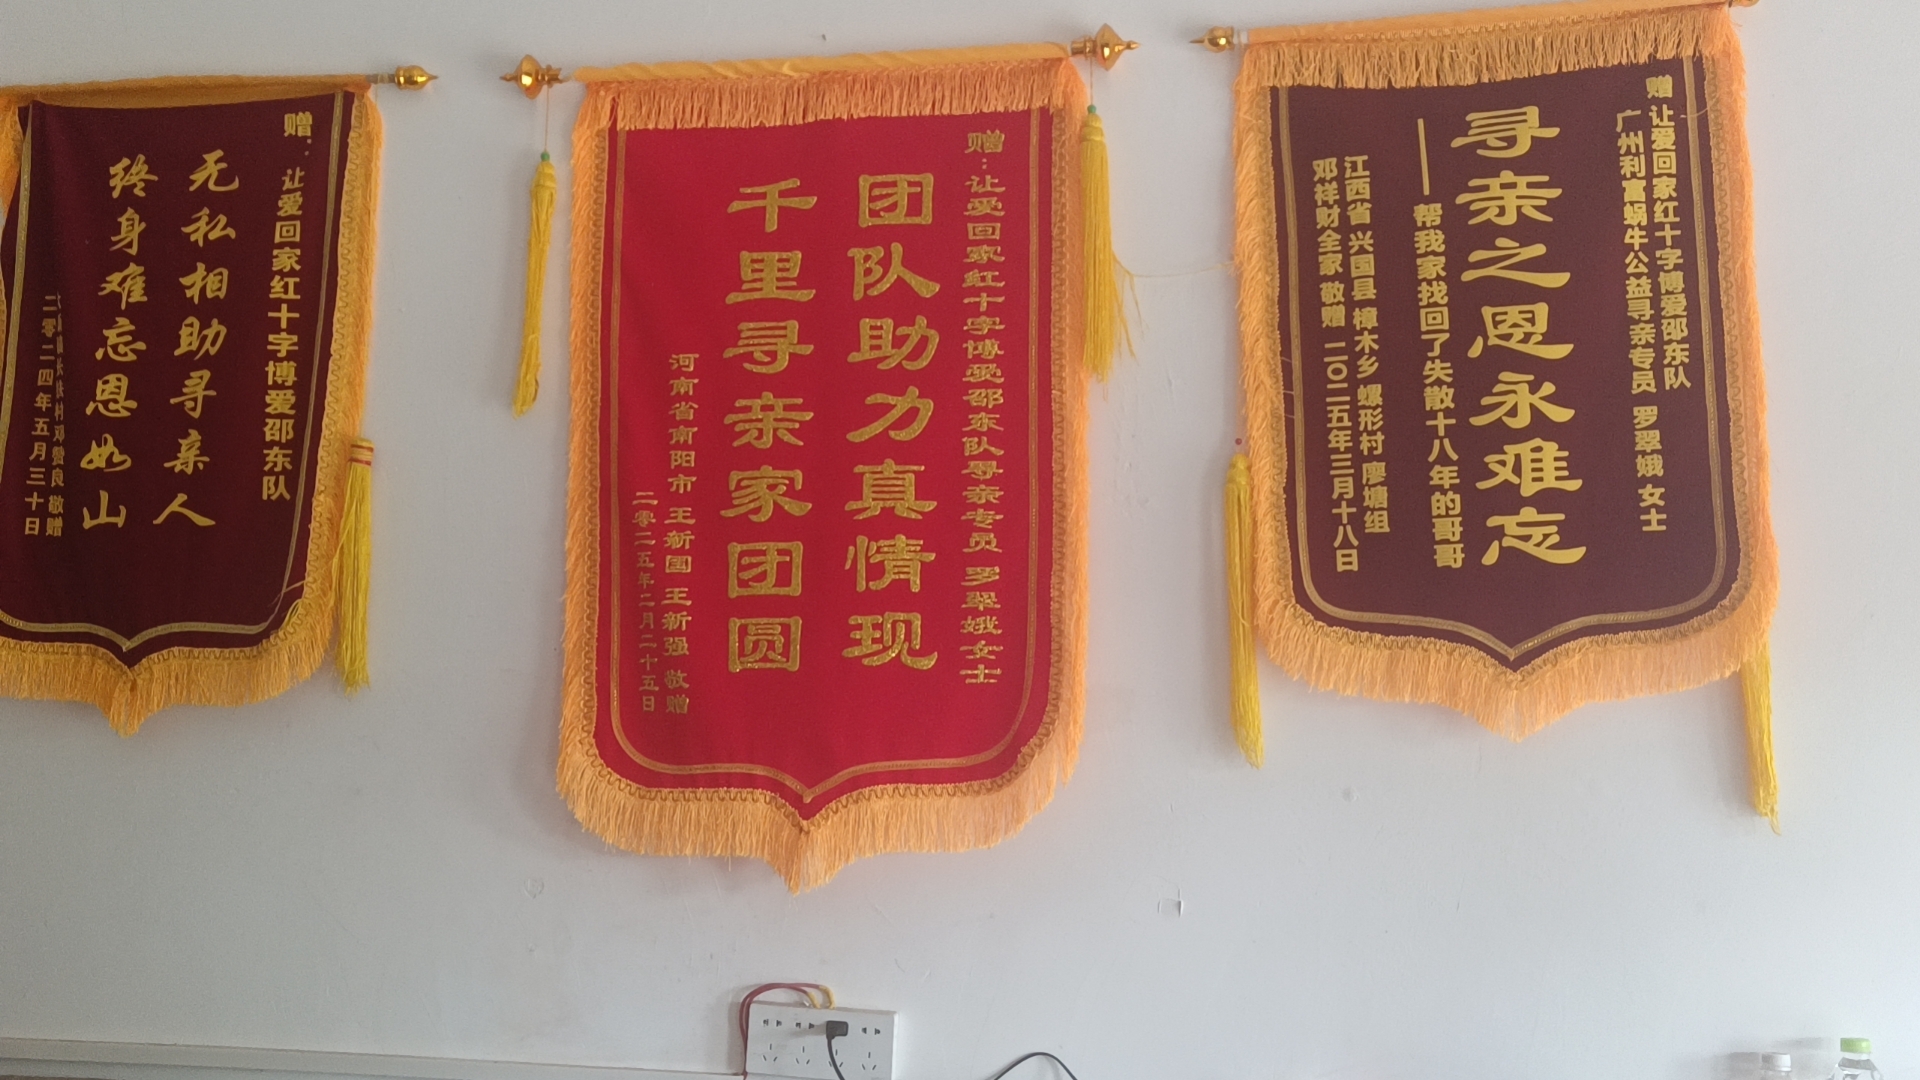 赠：让爱回家红十字博爱邵东队
无私相助寻亲人
终身难忘恩如山
敬赠
二零二四年五月三十日
赠：让爱回家红十字博爱邵东队寻亲专员 罗翠娥女士
团队助力真情现
千里寻亲家团圆
河南省南阳市 王新国 王新强 敬赠
二零二五年二月二十五日
赠 让爱回家红十字博爱邵东队
广州利富蜗牛公益寻亲专员 罗翠娥 女士
寻亲之恩永难忘
——帮我家找回了失散十八年的哥哥
江西省 兴国县 樟木乡 螺形村 廖塘组
邓祥财全家 敬赠 二〇二五年三月十八日